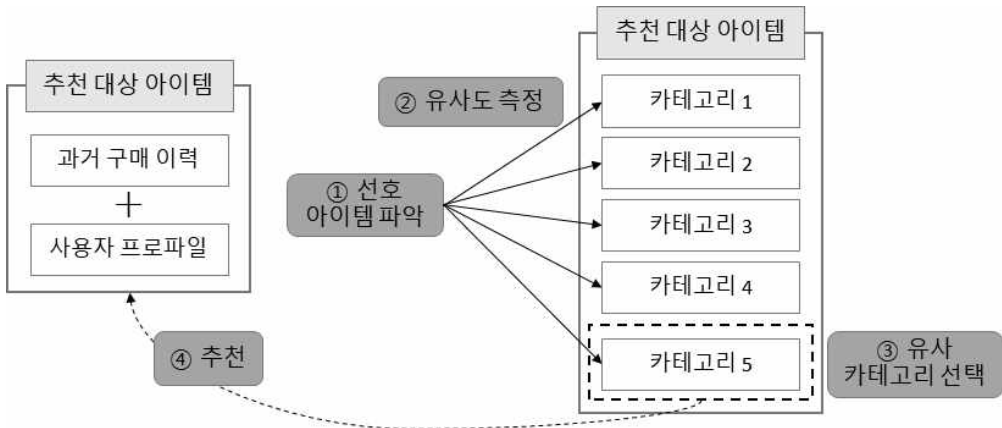 추천 대상 아이템
과거 구매 이력
+
사용자 프로파일
① 선호
아이템 파악
② 유사도 측정
추천 대상 아이템
카테고리 1
카테고리 2
카테고리 3
카테고리 4
카테고리 5
③ 유사
카테고리 선택
④ 추천